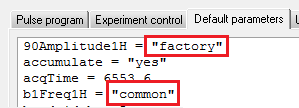 Pulse program Experiment control Default parameters
90Amplitude1H = "factory"
accumulate = "yes"
acqTime = 6553.6
b1Freq1H = "common"